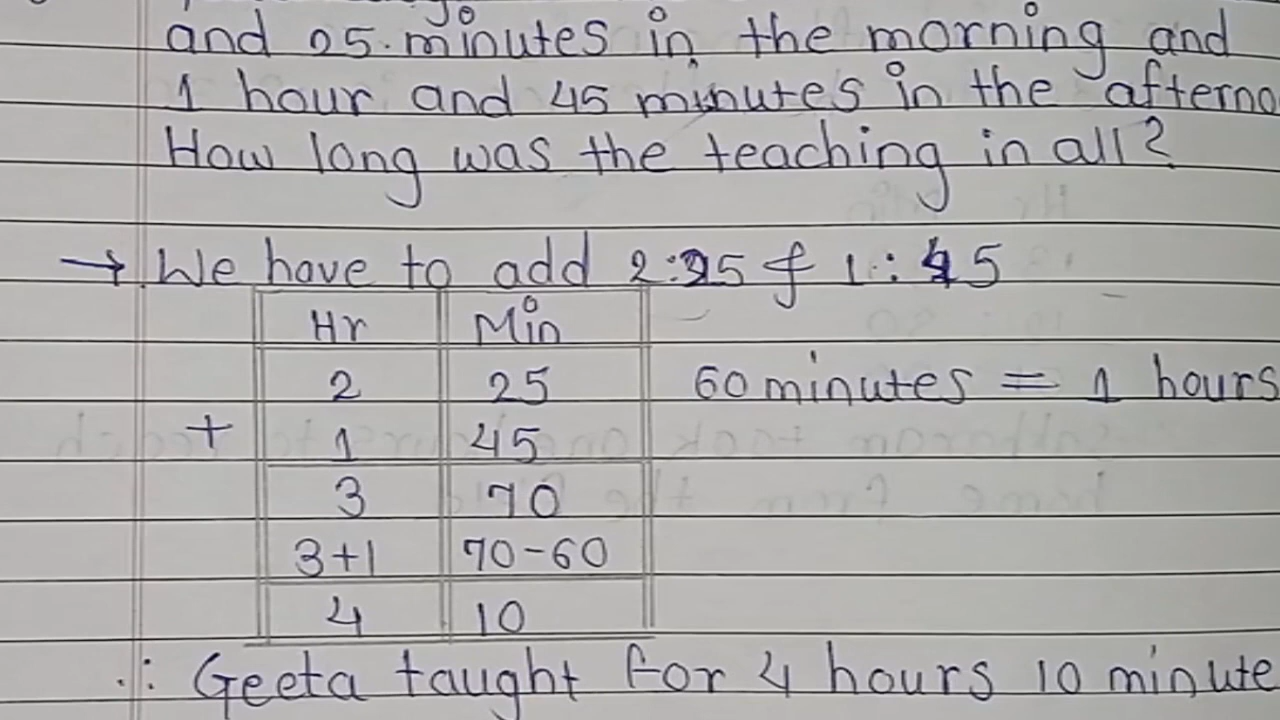 and 25 minutes in the morning and
1 hour and 45 minutes in the afterno
How long was the teaching in all?
→ We have to add 2:25 & 1:45
Hr Min
2 25 60 minutes = 1 hours
+ 1 45
3 70
3+1 70-60
4 10
∴ Geeta taught for 4 hours 10 minute